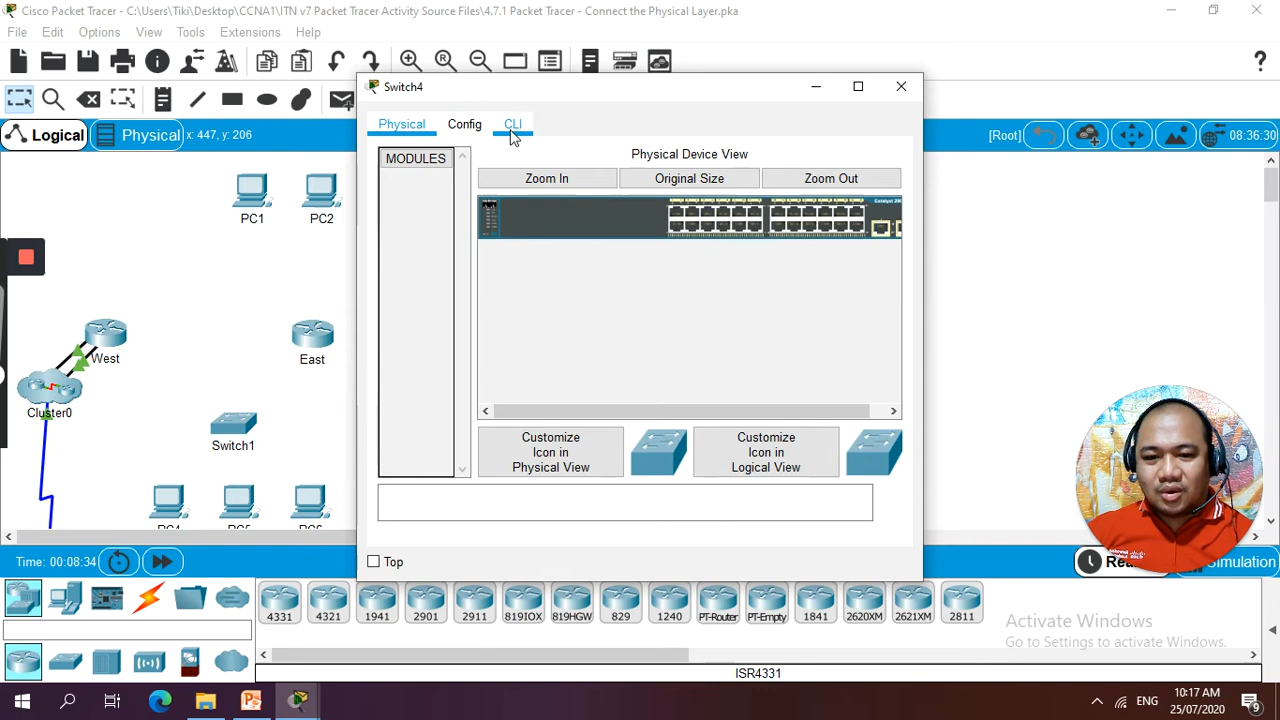 Cisco Packet Tracer - C:\Users\Tiki\Desktop\CCNA1\ITN v7 Packet Tracer Activity Source Files\4.7.1 Packet Tracer - Connect the Physical Layer.pka
File Edit Options View Tools Extensions Help
Switch4
Logical Physical x: 447, y: 206
[Root] 08:36:30
Physical Config CLI
MODULES
Physical Device View
Zoom In Original Size Zoom Out
PC1 PC2
West East
Cluster0
Switch1
Customize
Icon in
Physical View
Customize
Icon in
Logical View
PC4 PC5 PC6
Top
Time: 00:08:34
Simulation
4331 4321 1941 2901 2911 819IOX 819HGW 829 1240 PT-Router PT-Empty 1841 2620XM 2621XM 2811
Activate Windows
Go to Settings to activate Windows.
ISR4331
ENG
10:17 AM
25/07/2020
9